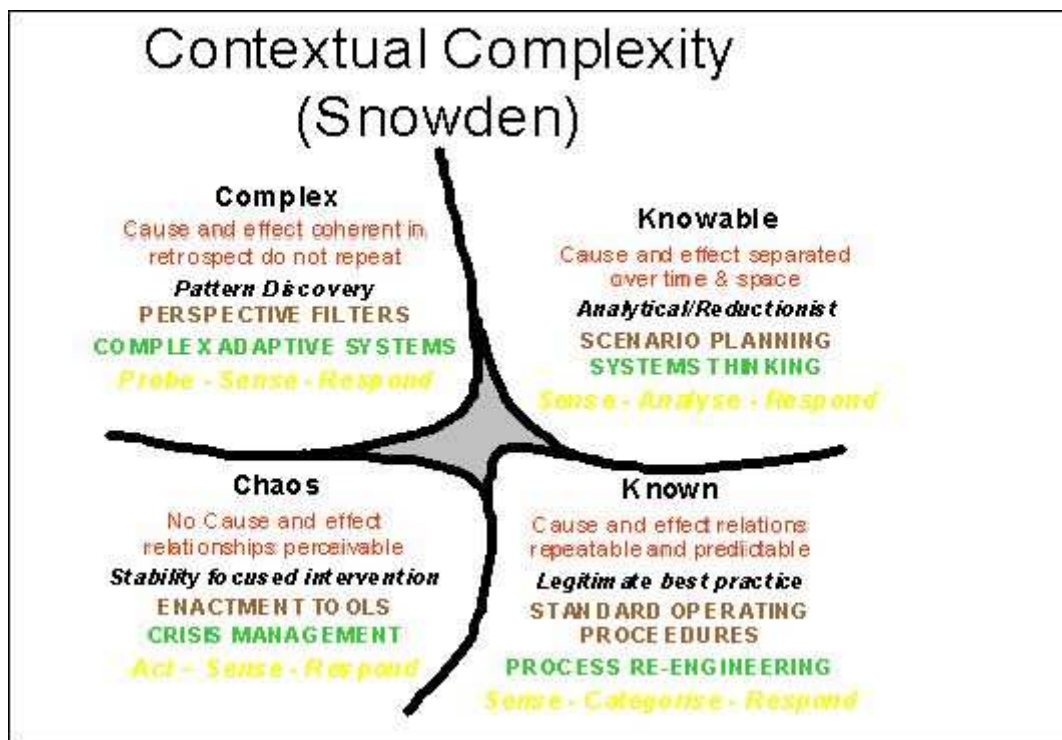 Contextual Complexity
(Snowden)
Complex
Cause and effect coherent in
retrospect do not repeat
Pattern Discovery
PERSPECTIVE FILTERS
COMPLEX ADAPTIVE SYSTEMS
Probe - Sense - Respond
Knowable
Cause and effect separated
over time & space
Analytical/Reductionist
SCENARIO PLANNING
SYSTEMS THINKING
Sense - Analyse - Respond
Chaos
No Cause and effect
relationships perceivable
Stability focused intervention
ENACTMENT TOOLS
CRISIS MANAGEMENT
Act – Sense - Respond
Known
Cause and effect relations
repeatable and predictable
Legitimate best practice
STANDARD OPERATING
PROCEEDURES
PROCESS RE-ENGINEERING
Sense - Categorise - Respond